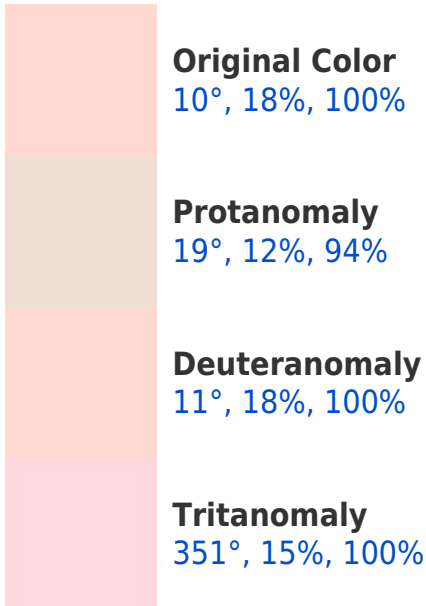 Original Color
10°, 18%, 100%
Protanomaly
19°, 12%, 94%
Deuteranomaly
11°, 18%, 100%
Tritanomaly
351°, 15%, 100%